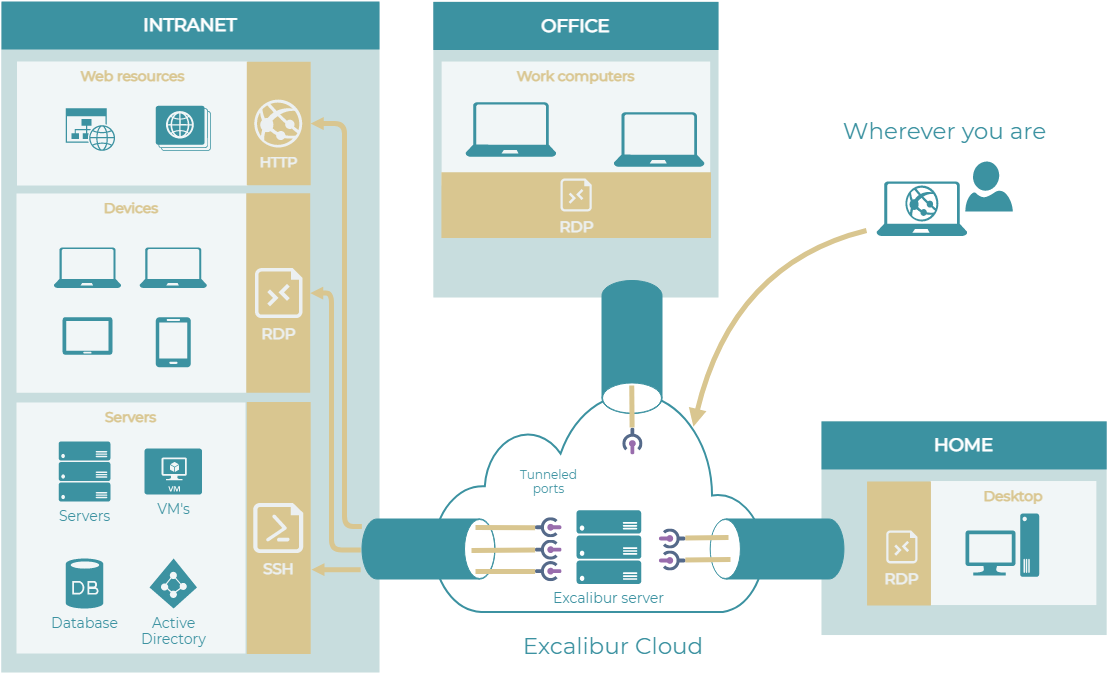 INTRANET
Web resources
HTTP
Devices
RDP
Servers
Servers
VM
VM's
SSH
DB
Database
Active
Directory
OFFICE
Work computers
RDP
Wherever you are
Tunneled
ports
Excalibur server
Excalibur Cloud
HOME
Desktop
RDP